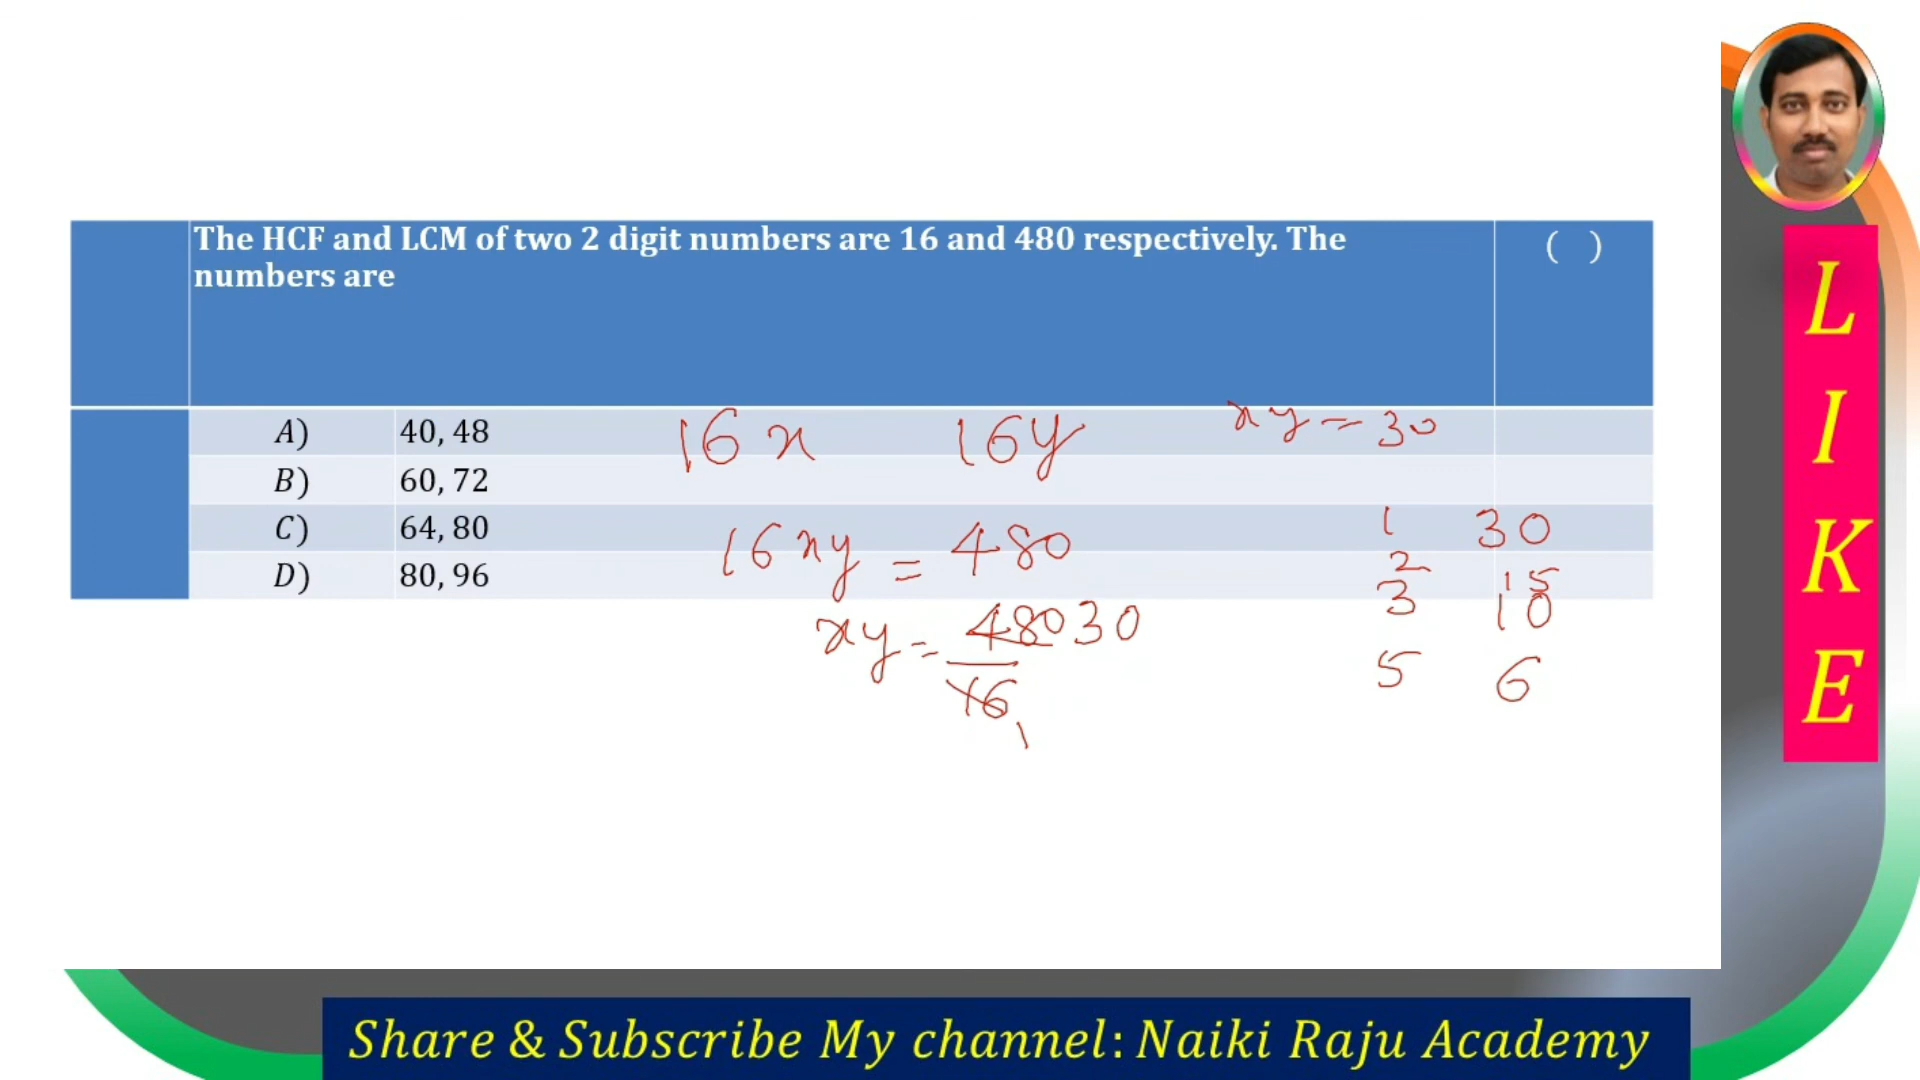 The HCF and LCM of two 2 digit numbers are 16 and 480 respectively. The
numbers are
( )
A) 40, 48
B) 60, 72
C) 64, 80
D) 80, 96
16x 16y xy = 30
16xy = 480
xy = 480 30
16 1
1 30
2 15
3 10
5 6
L
I
K
E
Share & Subscribe My channel: Naiki Raju Academy